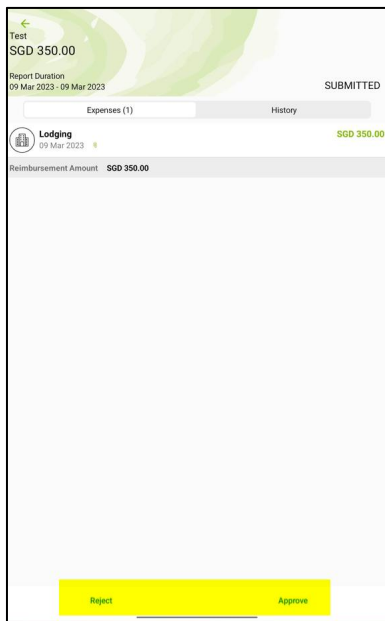 Test
SGD 350.00
Report Duration
09 Mar 2023 - 09 Mar 2023 SUBMITTED
Expenses (1) History
Lodging SGD 350.00
09 Mar 2023
Reimbursement Amount SGD 350.00
Reject Approve